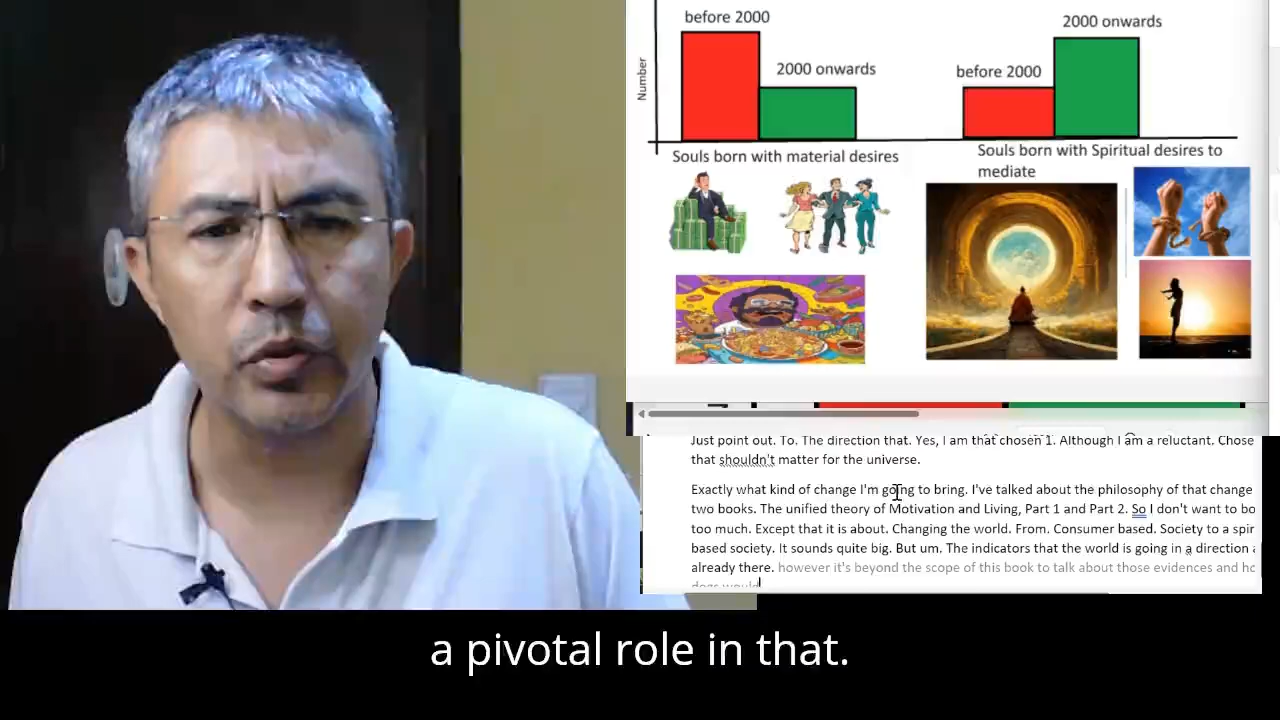 before 2000
2000 onwards
2000 onwards
before 2000
Number
Souls born with material desires
Souls born with Spiritual desires to
mediate
Just point out. To. The direction that. Yes, I am that chosen 1. Although I am a reluctant. Chose
that shouldn't matter for the universe.
Exactly what kind of change I'm going to bring. I've talked about the philosophy of that change
two books. The unified theory of Motivation and Living, Part 1 and Part 2. So I don't want to bo
too much. Except that it is about. Changing the world. From. Consumer based. Society to a spir
based society. It sounds quite big. But um. The indicators that the world is going in a direction a
already there. however it's beyond the scope of this book to talk about those evidences and ho
dogs would
a pivotal role in that.